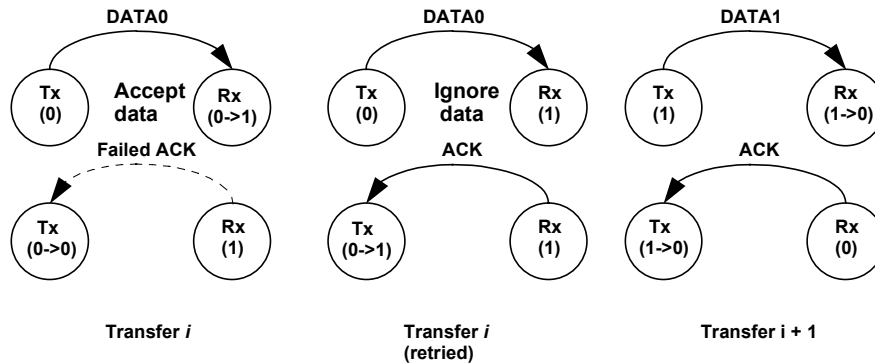 DATA0
Tx
(0)
Accept
data
Rx
(0->1)
Failed ACK
Tx
(0->0)
Rx
(1)
Transfer i
DATA0
Tx
(0)
Ignore
data
Rx
(1)
ACK
Tx
(0->1)
Rx
(1)
Transfer i
(retried)
DATA1
Tx
(1)
Rx
(1->0)
ACK
Tx
(1->0)
Rx
(0)
Transfer i + 1